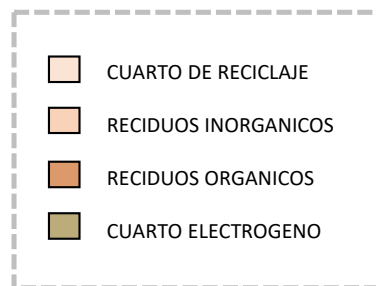 CUARTO DE RECICLAJE
RECIDUOS INORGANICOS
RECIDUOS ORGANICOS
CUARTO ELECTROGENO